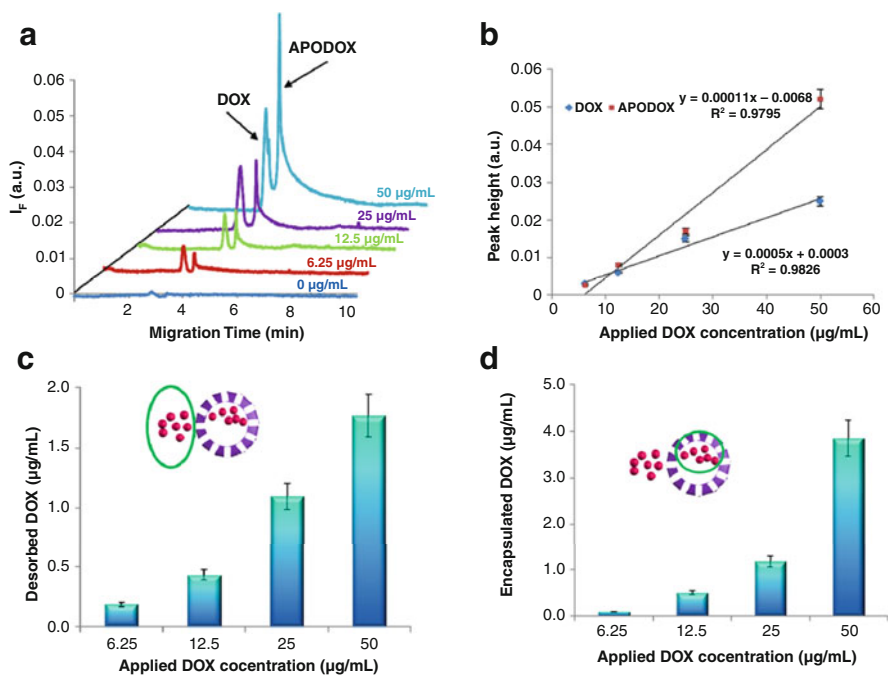 a
0.06
0.05
0.04
0.03
0.02
0.01
0
I_F (a.u.)
DOX
APODOX
50 µg/mL
25 µg/mL
12.5 µg/mL
6.25 µg/mL
0 µg/mL
2 4 6 8 10
Migration Time (min)
b
0.06
0.05
0.04
0.03
0.02
0.01
0
Peak height (a.u.)
DOX APODOX
y = 0.00011x – 0.0068
R² = 0.9795
y = 0.0005x + 0.0003
R² = 0.9826
0 10 20 30 40 50 60
Applied DOX concentration (µg/mL)
c
2.0
1.5
1.0
0.5
0.0
Desorbed DOX (µg/mL)
6.25 12.5 25 50
Applied DOX cocentration (µg/mL)
d
5.0
4.0
3.0
2.0
1.0
0.0
Encapsulated DOX (µg/mL)
6.25 12.5 25 50
Applied DOX cocentration (µg/mL)